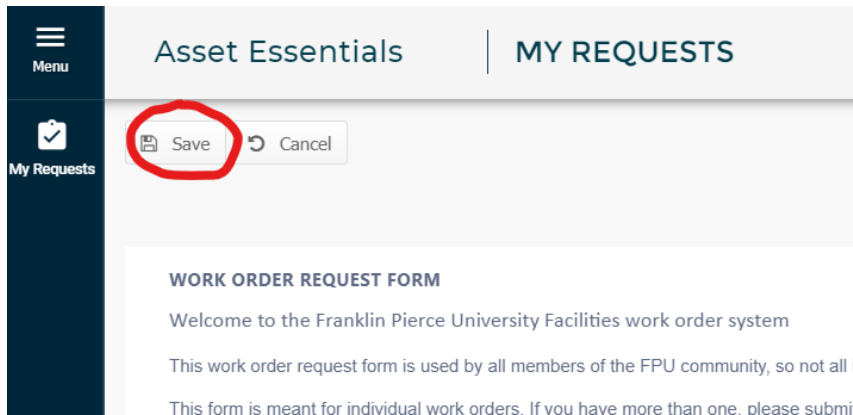 Menu
Asset Essentials MY REQUESTS
Save Cancel
My Requests
WORK ORDER REQUEST FORM
Welcome to the Franklin Pierce University Facilities work order system
This work order request form is used by all members of the FPU community, so not all
This form is meant for individual work orders. If you have more than one, please submi